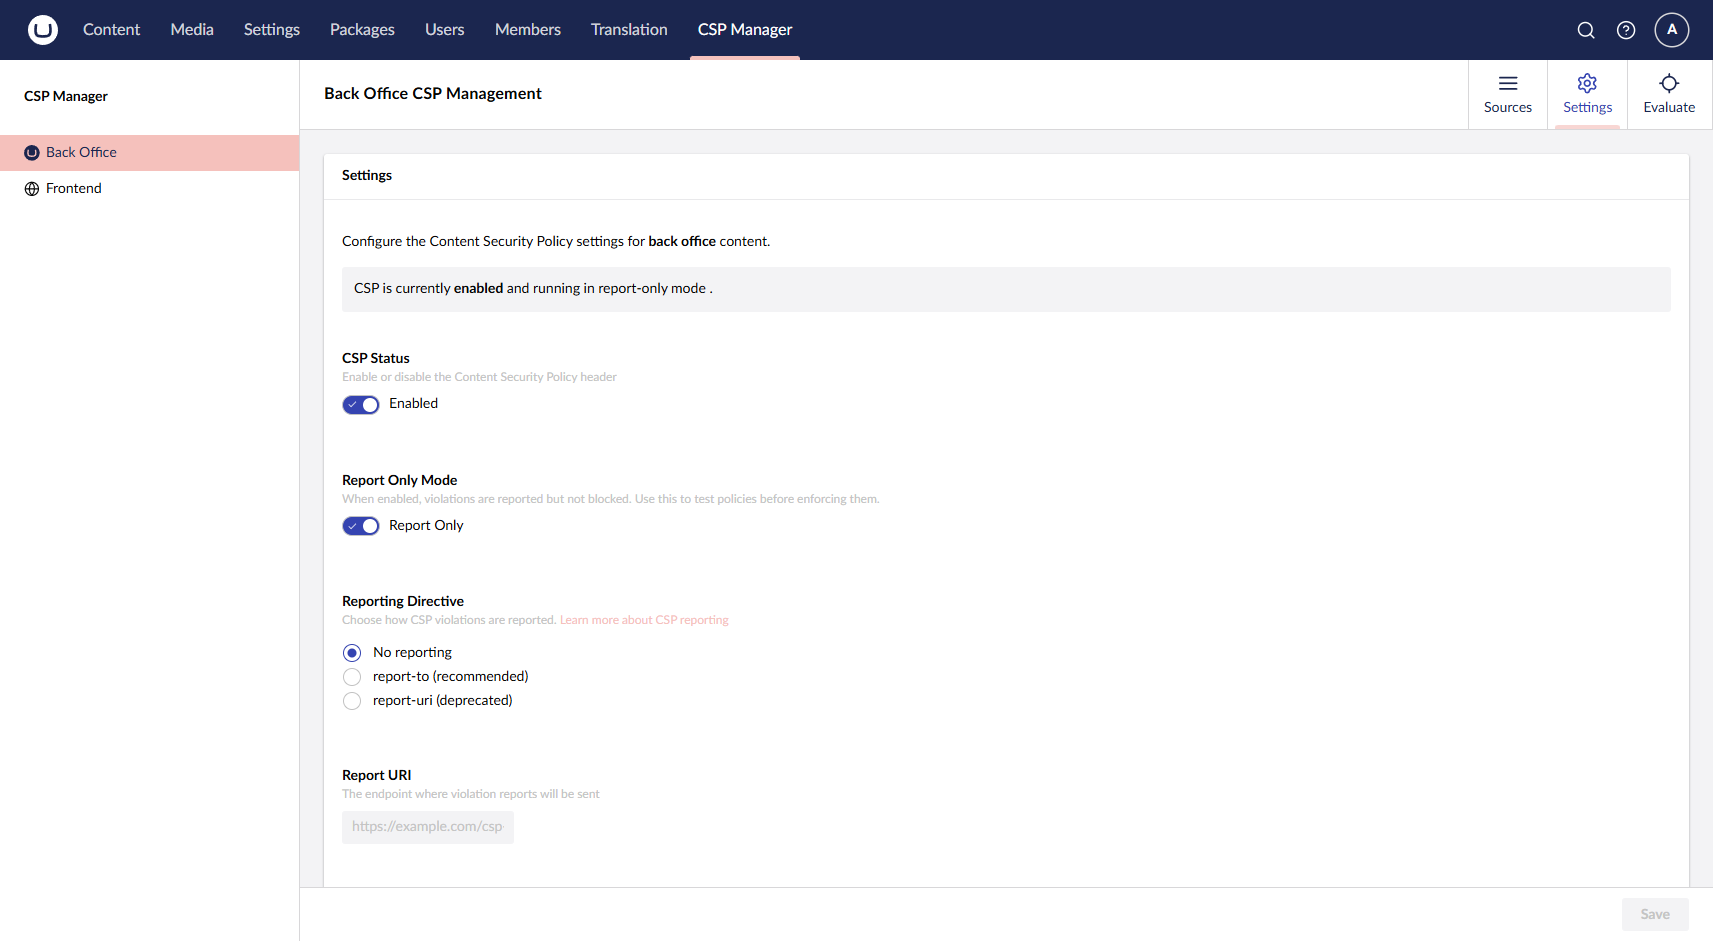 Content Media Settings Packages Users Members Translation CSP Manager A
CSP Manager
Back Office
Frontend
Back Office CSP Management
Sources Settings Evaluate
Settings
Configure the Content Security Policy settings for back office content.
CSP is currently enabled and running in report-only mode .
CSP Status
Enable or disable the Content Security Policy header
Enabled
Report Only Mode
When enabled, violations are reported but not blocked. Use this to test policies before enforcing them.
Report Only
Reporting Directive
Choose how CSP violations are reported. Learn more about CSP reporting
No reporting
report-to (recommended)
report-uri (deprecated)
Report URI
The endpoint where violation reports will be sent
https://example.com/csp
Save